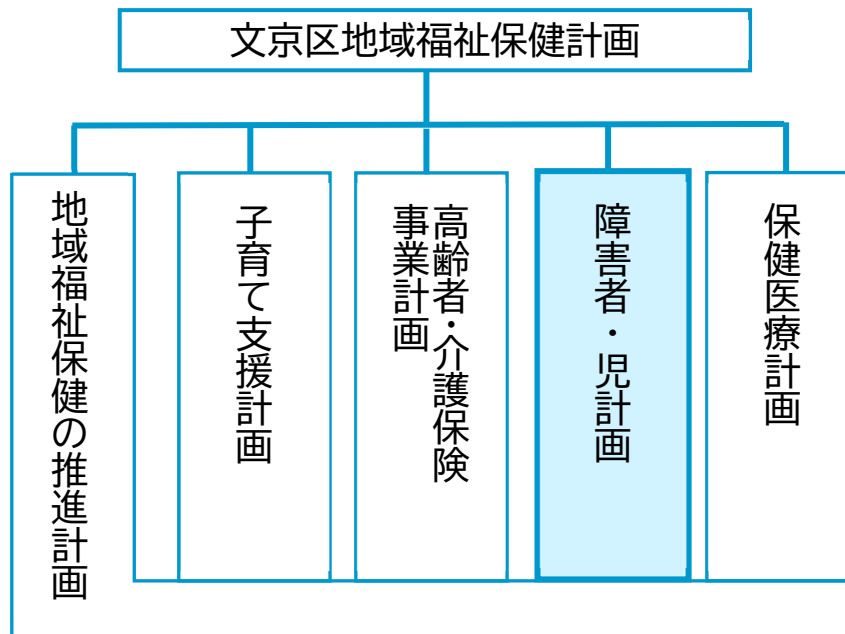 文京区地域福祉保健計画
地域福祉保健の推進計画
子育て支援計画
高齢者・介護保険
事業計画
障害者・児計画
保健医療計画